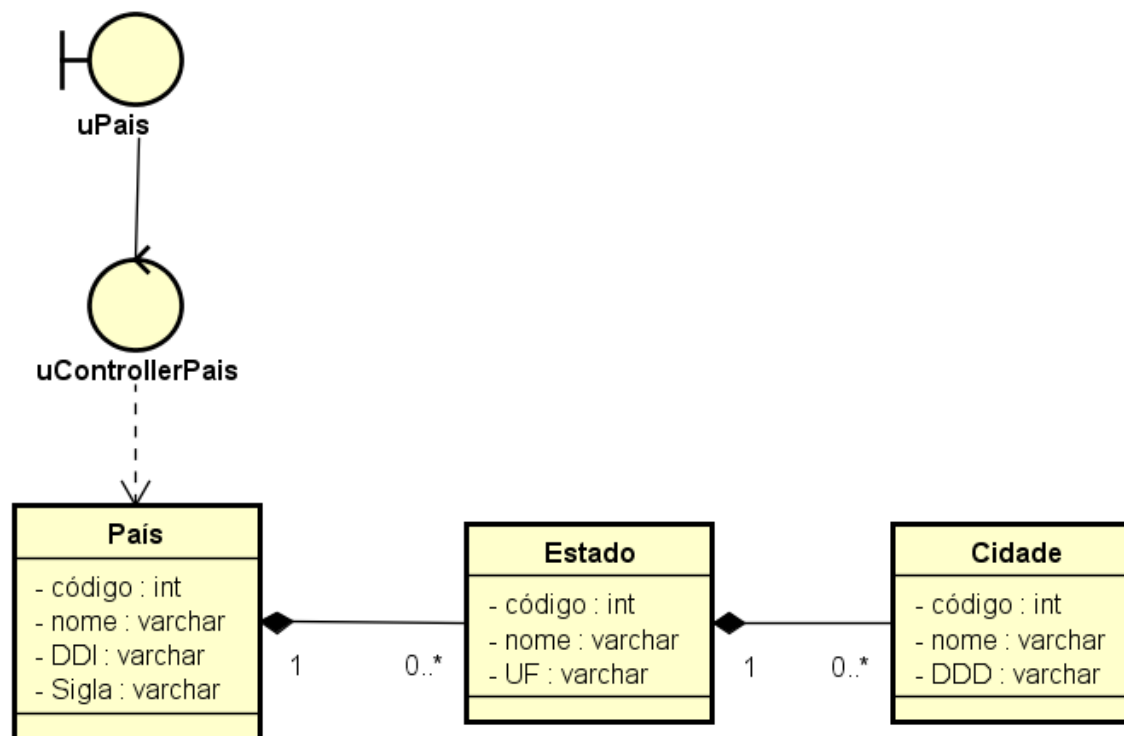 uPais
uControllerPais
País
- código : int
- nome : varchar
- DDI : varchar
- Sigla : varchar
1
0..*
Estado
- código : int
- nome : varchar
- UF : varchar
1
0..*
Cidade
- código : int
- nome : varchar
- DDD : varchar